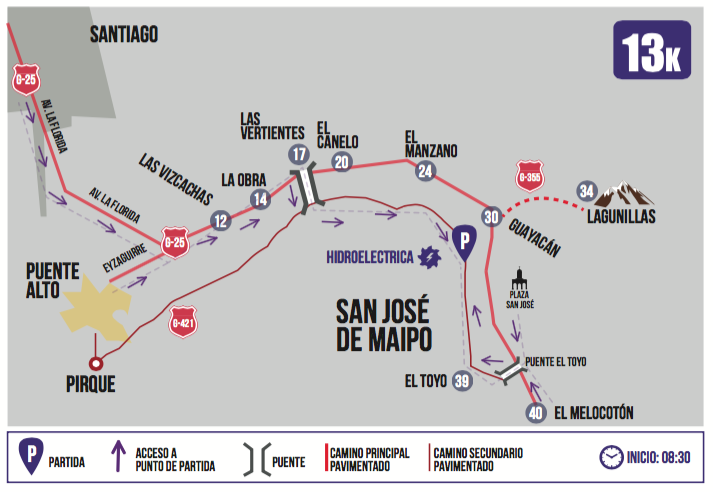 SANTIAGO
13K
G-25
AV. LA FLORIDA
LAS
VERTIENTES
17
EL
CANELO
20
EL
MANZANO
24
LAS VIZCACHAS
LA OBRA
14
12
G-355
34
LAGUNILLAS
30
GUAYACÁN
AV. LA FLORIDA
G-25
EYZAGUIRRE
P
HIDROELECTRICA
PUENTE
ALTO
PLAZA
SAN JOSÉ
G-421
SAN JOSÉ
DE MAIPO
PIRQUE
PUENTE EL TOYO
EL TOYO
39
40
EL MELOCOTÓN
P
PARTIDA
ACCESO A
PUNTO DE PARTIDA
PUENTE
CAMINO PRINCIPAL
PAVIMENTADO
CAMINO SECUNDARIO
PAVIMENTADO
INICIO: 08:30